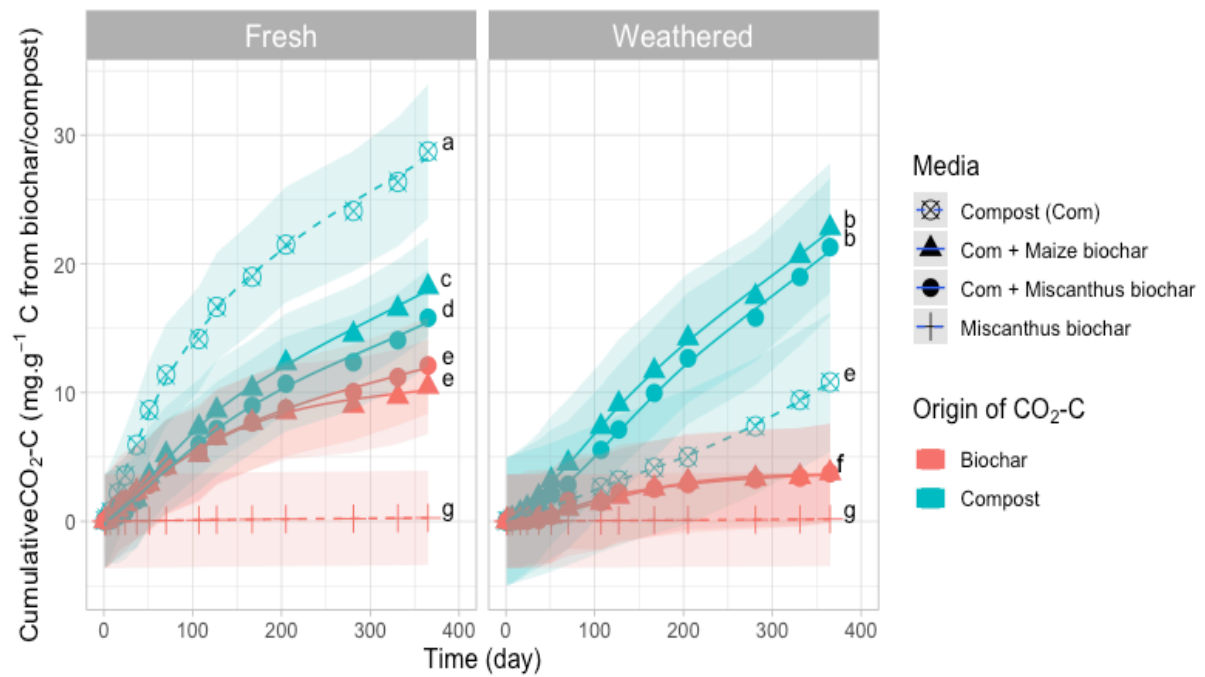 Fresh
Weathered
CumulativeCO₂-C (mg.g⁻¹ C from biochar/compost)
30
20
10
0
a
c
d
e
e
g
b
b
e
f
g
0 100 200 300 400
0 100 200 300 400
Time (day)
Media
Compost (Com)
Com + Maize biochar
Com + Miscanthus biochar
Miscanthus biochar
Origin of CO₂-C
Biochar
Compost